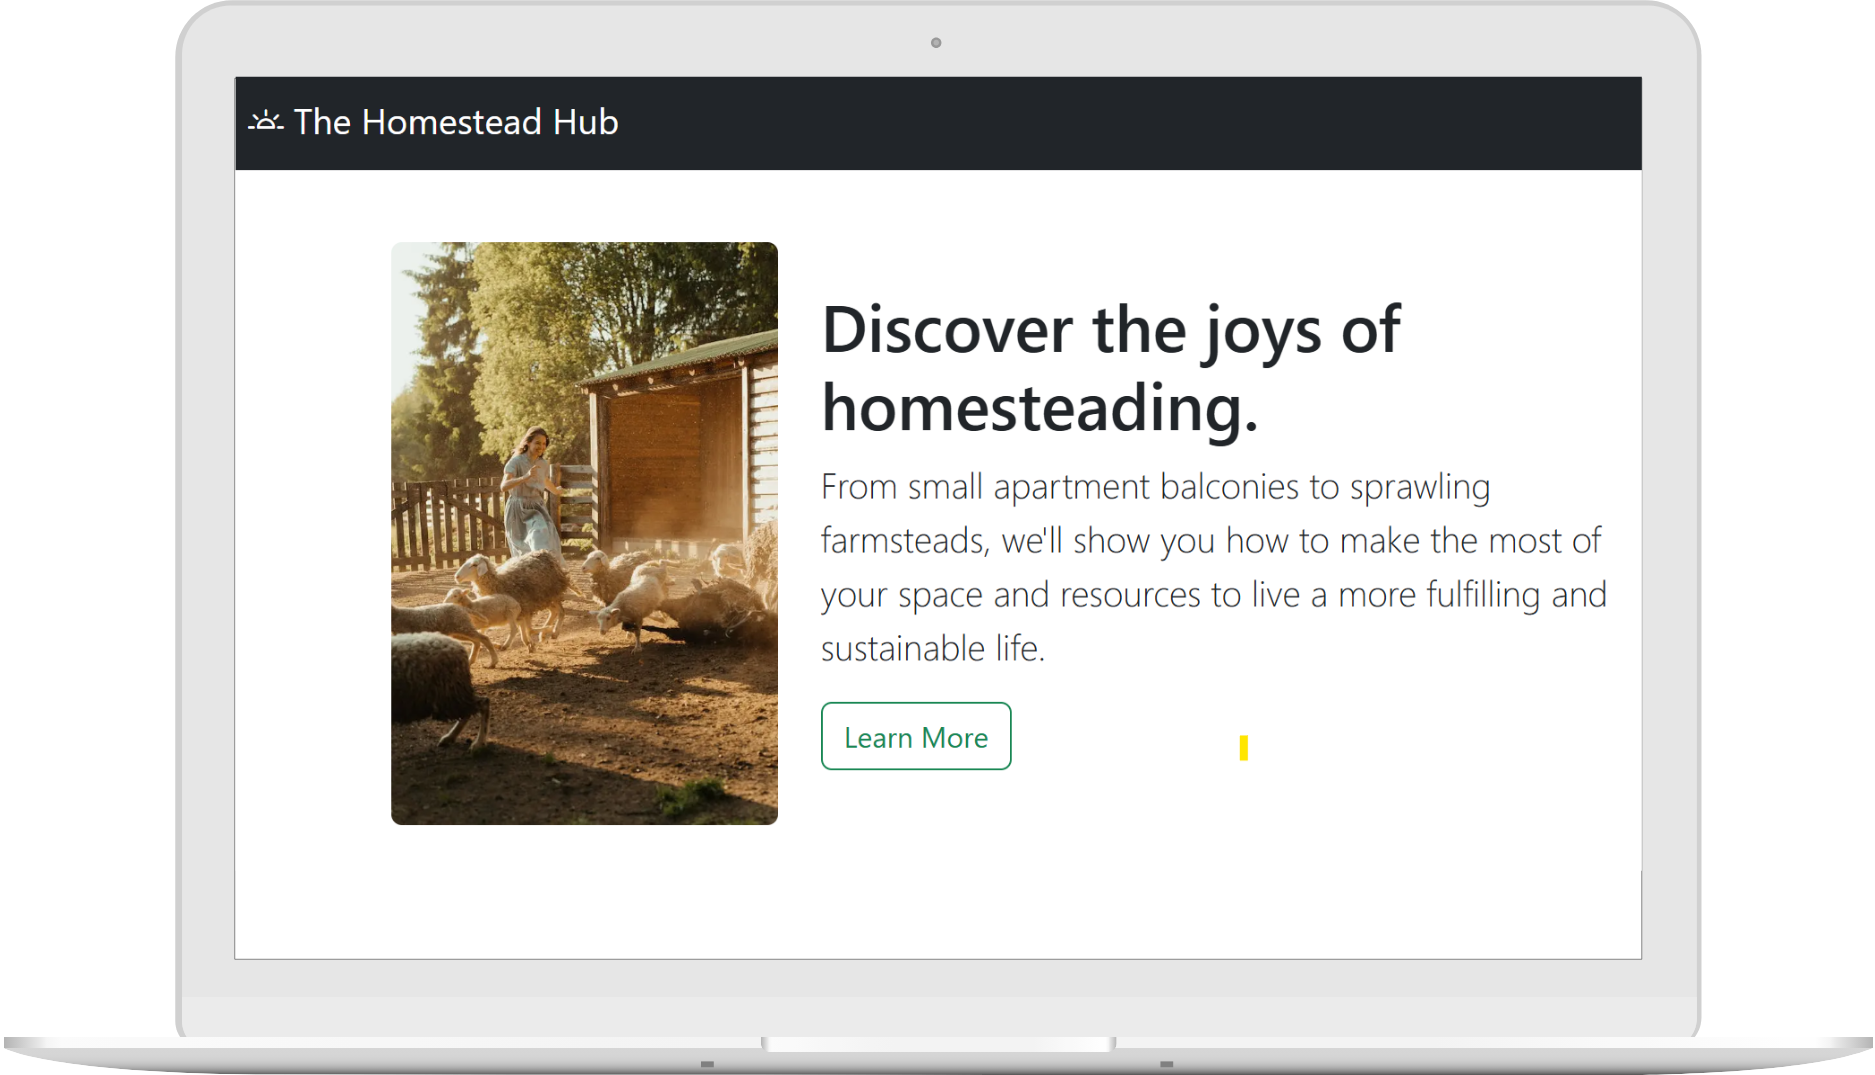 The Homestead Hub
Discover the joys of
homesteading.
From small apartment balconies to sprawling
farmsteads, we'll show you how to make the most of
your space and resources to live a more fulfilling and
sustainable life.
Learn More